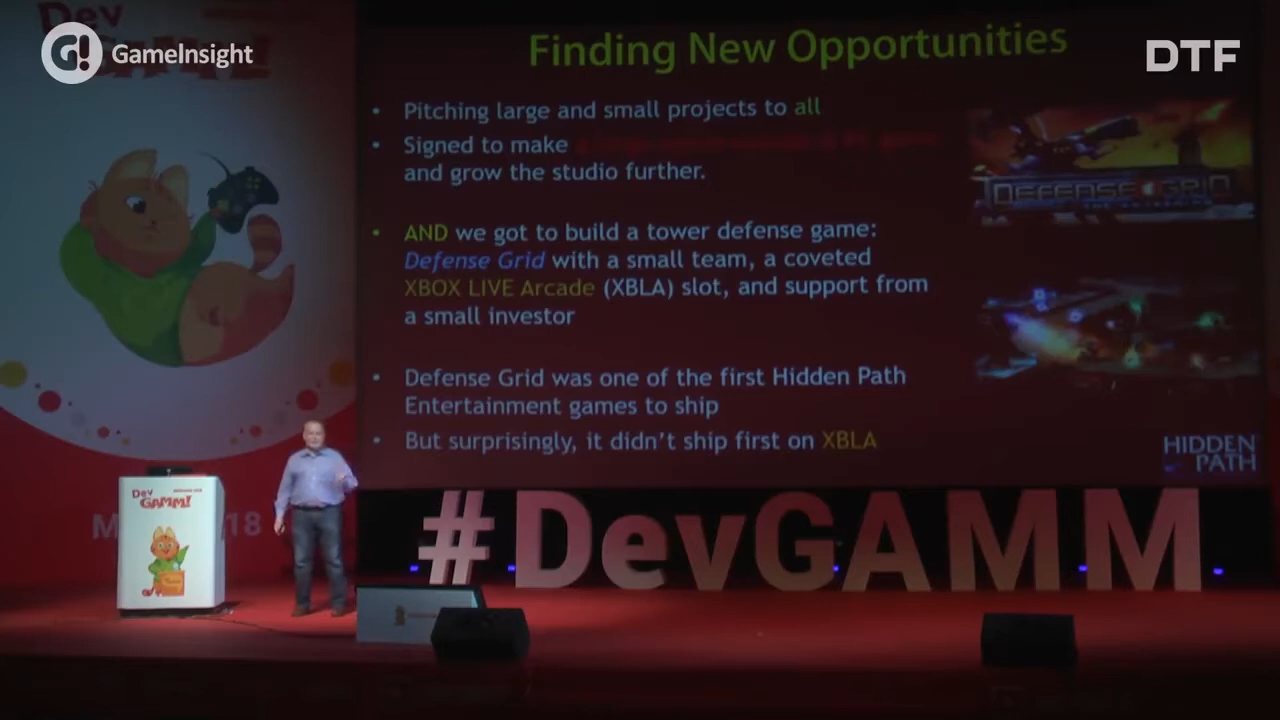 Dev
GAMM!
G!
GameInsight
DTF
Finding New Opportunities
• Pitching large and small projects to all
• Signed to make
and grow the studio further.
• AND we got to build a tower defense game:
Defense Grid with a small team, a coveted
XBOX LIVE Arcade (XBLA) slot, and support from
a small investor
• Defense Grid was one of the first Hidden Path
Entertainment games to ship
• But surprisingly, it didn't ship first on XBLA
DEFENSE GRID
HIDDEN
PATH
Dev
GAMM!
18
#DevGAMM